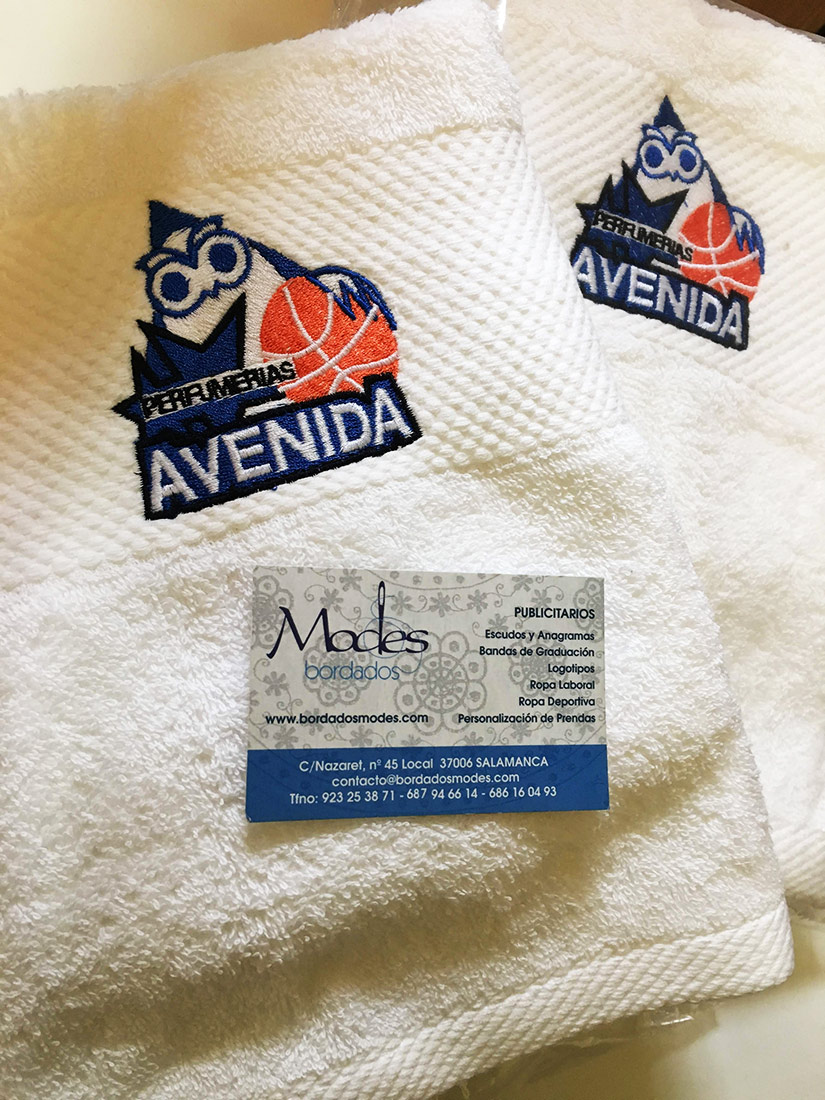 PERFUMERIAS
AVENIDA
PERFUMERIAS
AVENIDA
Modes
bordados
www.bordadosmodes.com
PUBLICITARIOS
Escudos y Anagramas
Bandas de Graduación
Logotipos
Ropa Laboral
Ropa Deportiva
Personalización de Prendas
C/Nazaret, nº 45 Local 37006 SALAMANCA
contacto@bordadosmodes.com
Tfno: 923 25 38 71 - 687 94 66 14 - 686 16 04 93